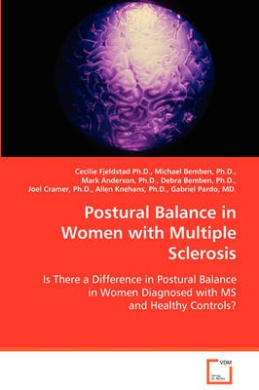 Cecilie Fjeldstad Ph.D., Michael Bemben, Ph.D.,
Mark Anderson, Ph.D., Debra Bemben, Ph.D.,
Joel Cramer, Ph.D., Allen Knehans, Ph.D., Gabriel Pardo, MD.
Postural Balance in
Women with Multiple
Sclerosis
Is There a Difference in Postural Balance
in Women Diagnosed with MS
and Healthy Controls?
VDM